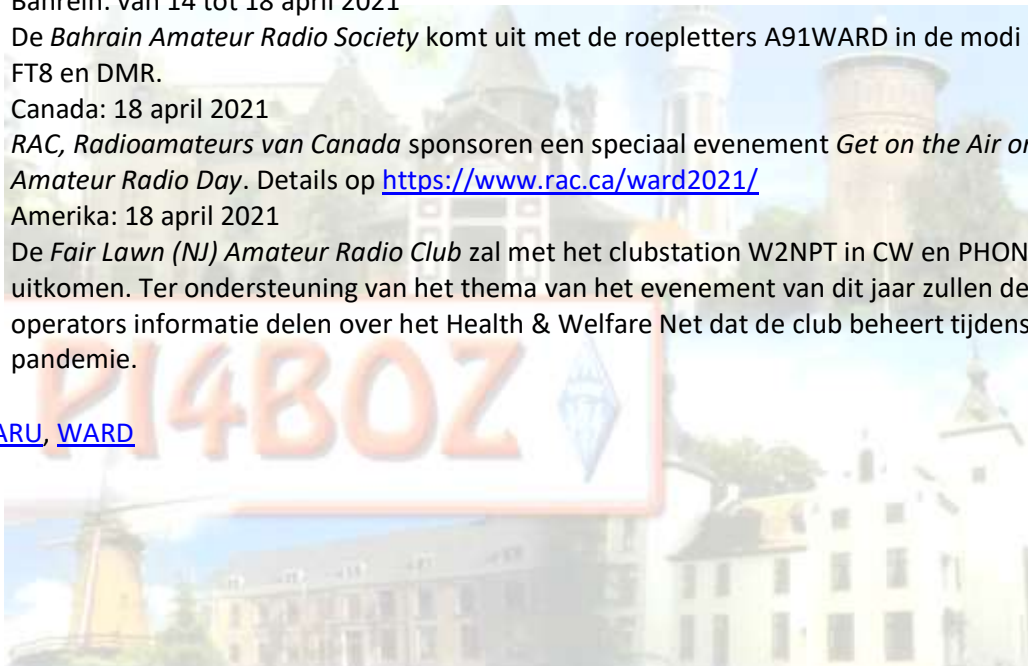 Bahrein: van 14 tot 18 april 2021
De Bahrain Amateur Radio Society komt uit met de roepletters A91WARD in de modi
FT8 en DMR.
Canada: 18 april 2021
RAC, Radioamateurs van Canada sponsoren een speciaal evenement Get on the Air on
Amateur Radio Day. Details op https://www.rac.ca/ward2021/
Amerika: 18 april 2021
De Fair Lawn (NJ) Amateur Radio Club zal met het clubstation W2NPT in CW en PHON
uitkomen. Ter ondersteuning van het thema van het evenement van dit jaar zullen de
operators informatie delen over het Health & Welfare Net dat de club beheert tijdens
pandemie.
PI4BOZ
ARU, WARD